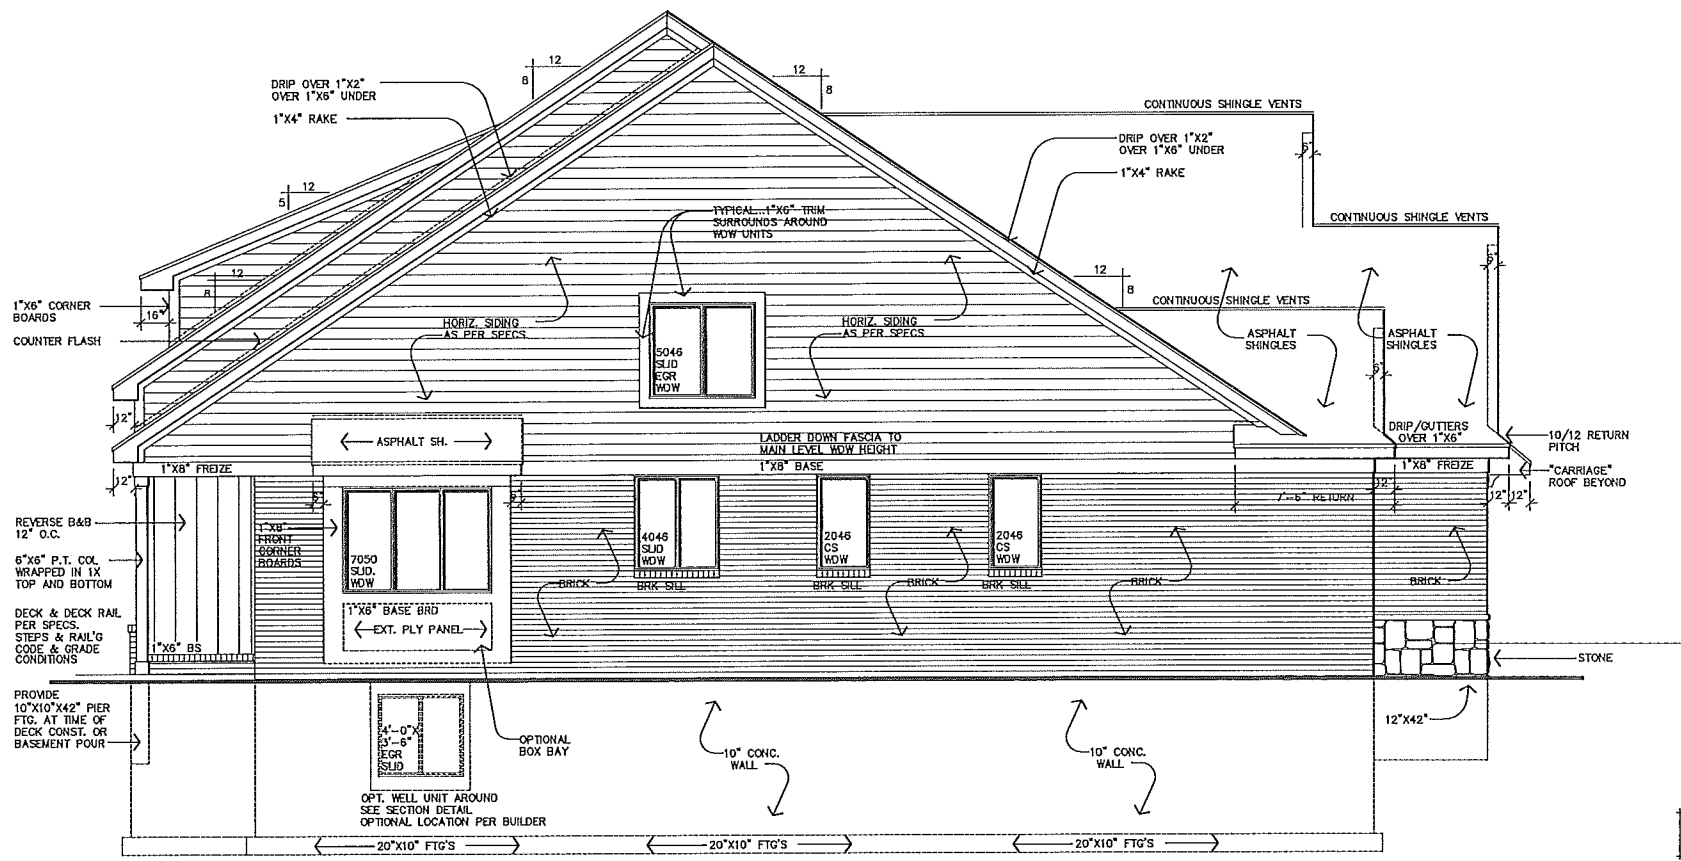 12
8
12
8
DRIP OVER 1"X2"
OVER 1"X6" UNDER
1"X4" RAKE
CONTINUOUS SHINGLE VENTS
DRIP OVER 1"X2"
OVER 1"X6" UNDER
1"X4" RAKE
6"
12
5
TYPICAL 1"X6" TRIM
SURROUNDS AROUND
WDW UNITS
CONTINUOUS SHINGLE VENTS
6"
12
8
12
8
1"X6" CORNER
BOARDS
16"
COUNTER FLASH
HORIZ. SIDING
AS PER SPECS
HORIZ. SIDING
AS PER SPECS
CONTINUOUS SHINGLE VENTS
ASPHALT
SHINGLES
ASPHALT
SHINGLES
5046
SLID
EGR
WDW
6"
12"
ASPHALT SH.
LADDER DOWN FASCIA TO
MAIN LEVEL WDW HEIGHT
DRIP/GUTTERS
OVER 1"X6"
10/12 RETURN
PITCH
1"X8" FREIZE
1"X8" BASE
1"X8" FREIZE
"CARRIAGE"
ROOF BEYOND
12"
6"
6"
7'-6" RETURN
12"
12"
12"
REVERSE B&B
12" O.C.
1"X8"
FRONT
CORNER
BOARDS
7050
SLID.
WDW
4046
SLID
WDW
2046
CS
WDW
2046
CS
WDW
6"X6" P.T. COL
WRAPPED IN 1X
TOP AND BOTTOM
BRICK
BRK SILL
BRICK
BRK SILL
BRICK
BRICK
DECK & DECK RAIL
PER SPECS.
STEPS & RAIL'G
CODE & GRADE
CONDITIONS
1"X6" BASE BRD
EXT. PLY PANEL
1"X6" BS
STONE
PROVIDE
10"X10"X42" PIER
FTG. AT TIME OF
DECK CONST. OR
BASEMENT POUR
12"X42"
4'-0"X
3'-6"
EGR
SLID
OPTIONAL
BOX BAY
10" CONC.
WALL
10" CONC.
WALL
OPT. WELL UNIT AROUND
SEE SECTION DETAIL
OPTIONAL LOCATION PER BUILDER
20"X10" FTG'S
20"X10" FTG'S
20"X10" FTG'S